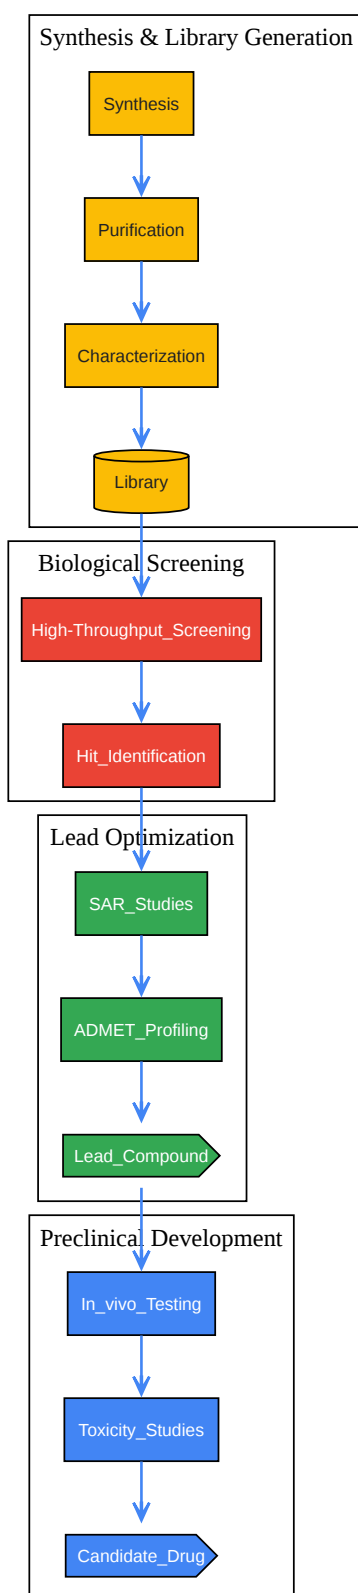 Synthesis & Library Generation
Synthesis
Purification
Characterization
Library
Biological Screening
High-Throughput_Screening
Hit_Identification
Lead Optimization
SAR_Studies
ADMET_Profiling
Lead_Compound
Preclinical Development
In_vivo_Testing
Toxicity_Studies
Candidate_Drug